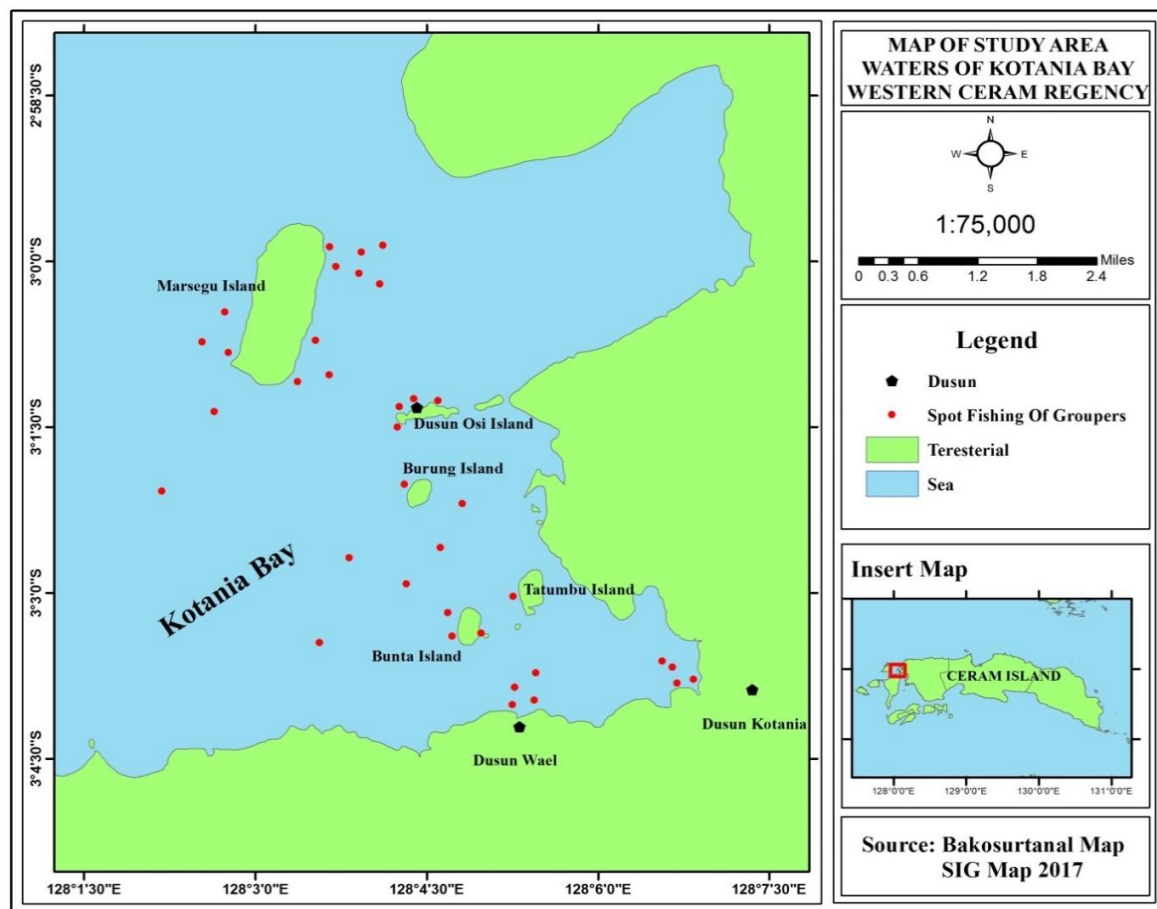 MAP OF STUDY AREA
WATERS OF KOTANIA BAY
WESTERN CERAM REGENCY
N
W
E
S
1:75,000
Miles
0 0.3 0.6 1.2 1.8 2.4
Legend
Dusun
Spot Fishing Of Groupers
Teresterial
Sea
Insert Map
CERAM ISLAND
128°0'0"E 129°0'0"E 130°0'0"E 131°0'0"E
Source: Bakosurtanal Map
SIG Map 2017
2°58'30"S
3°0'0"S
3°1'30"S
3°3'0"S
3°4'30"S
Marsegu Island
Dusun Osi Island
Burung Island
Kotania Bay
Tatumbu Island
Bunta Island
Dusun Kotania
Dusun Wael
128°1'30"E 128°3'0"E 128°4'30"E 128°6'0"E 128°7'30"E